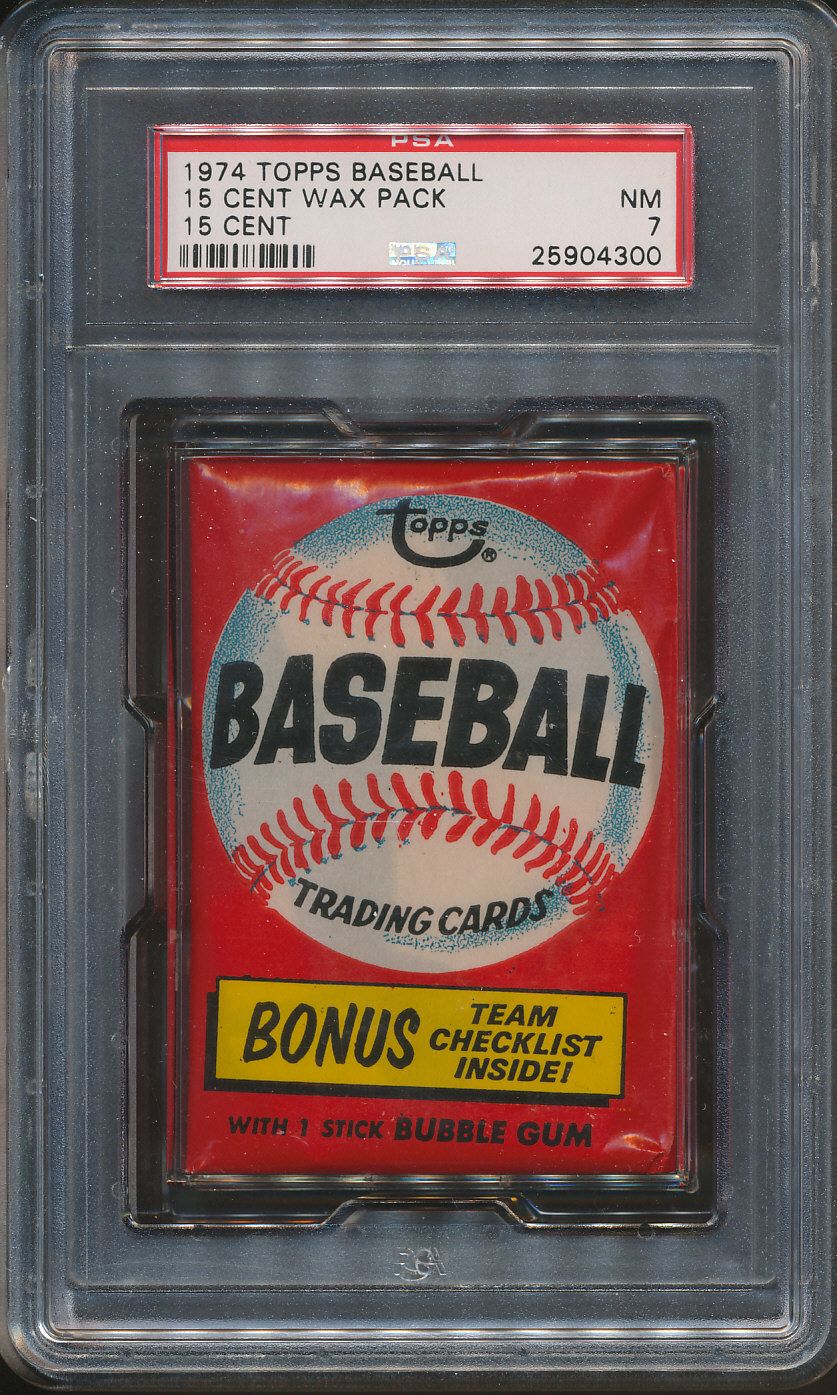 PSA
1974 TOPPS BASEBALL
15 CENT WAX PACK NM
15 CENT 7
25904300
topps®
BASEBALL
TRADING CARDS
BONUS TEAM
CHECKLIST
INSIDE!
WITH 1 STICK BUBBLE GUM
PSA